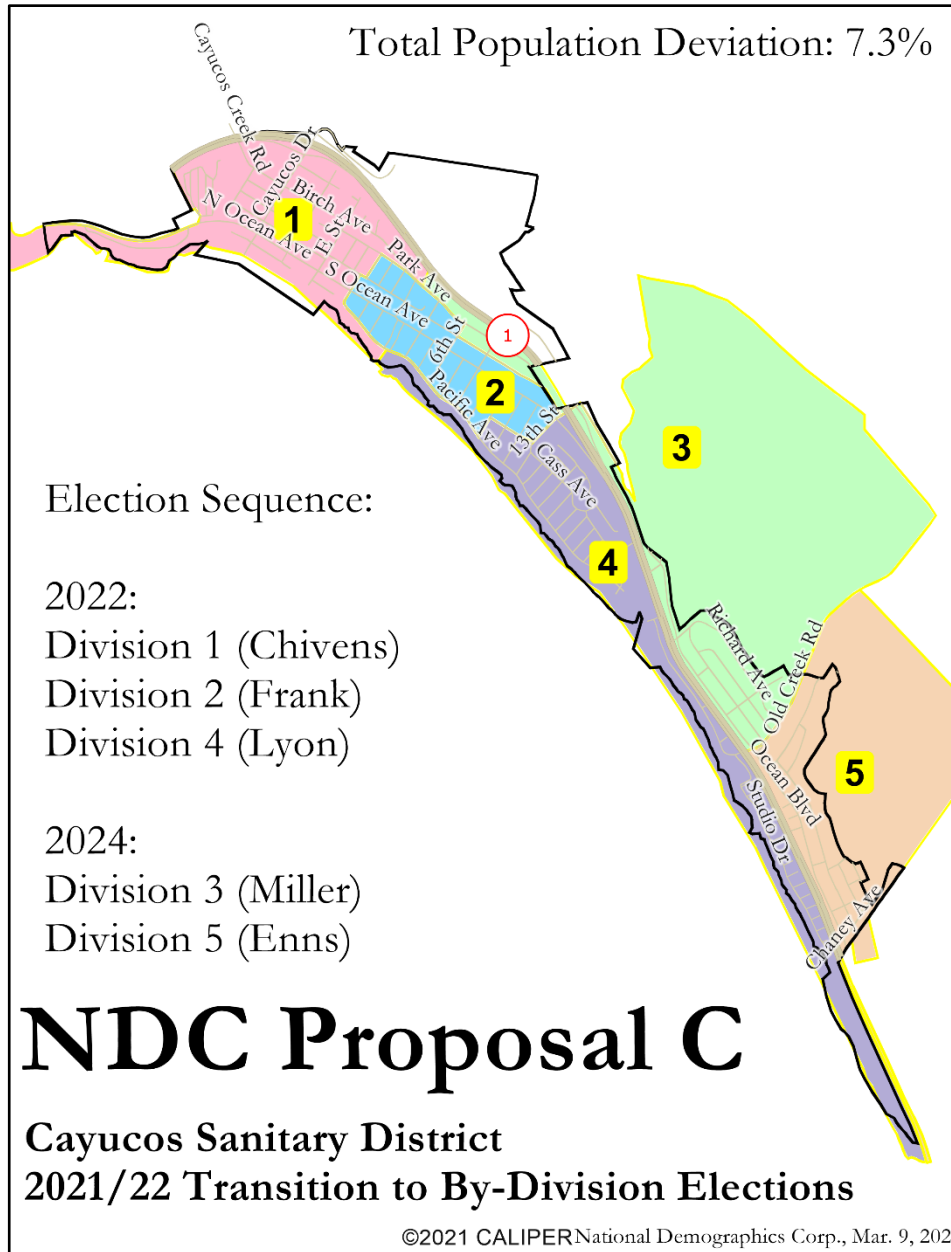 Total Population Deviation: 7.3%
Cayucos Creek Rd
Cayucos Dr
Birch Ave
N Ocean Ave
1
E St
Park Ave
S Ocean Ave
1
6th St
2
Pacific Ave
13th St
3
Cass Ave
4
Election Sequence:
2022:
Division 1 (Chivens)
Division 2 (Frank)
Division 4 (Lyon)
Richard Ave
Old Creek Rd
Ocean Blvd
5
Studio Dr
2024:
Division 3 (Miller)
Division 5 (Enns)
Chaney Ave
NDC Proposal C
Cayucos Sanitary District
2021/22 Transition to By-Division Elections
©2021 CALIPER National Demographics Corp., Mar. 9, 202